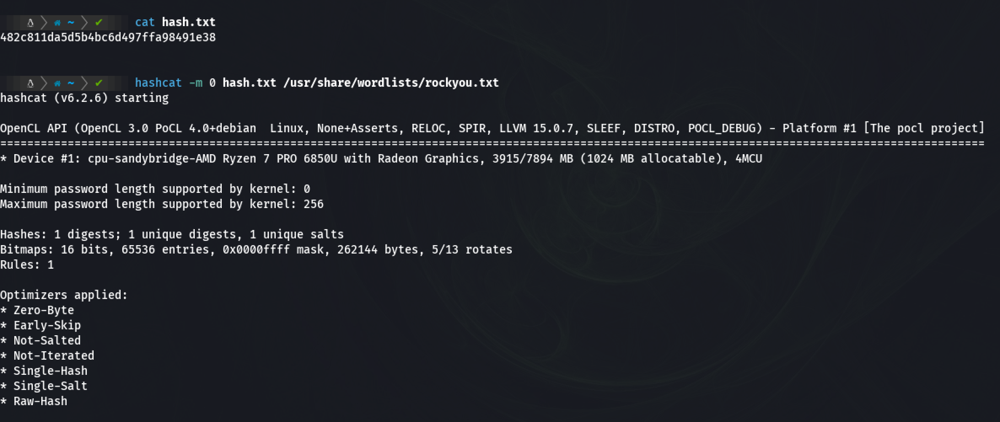 ~ ✔ cat hash.txt
482c811da5d5b4bc6d497ffa98491e38
~ ✔ hashcat -m 0 hash.txt /usr/share/wordlists/rockyou.txt
hashcat (v6.2.6) starting
OpenCL API (OpenCL 3.0 PoCL 4.0+debian  Linux, None+Asserts, RELOC, SPIR, LLVM 15.0.7, SLEEF, DISTRO, POCL_DEBUG) - Platform #1 [The pocl project]
==================================================================================================================================================
* Device #1: cpu-sandybridge-AMD Ryzen 7 PRO 6850U with Radeon Graphics, 3915/7894 MB (1024 MB allocatable), 4MCU
Minimum password length supported by kernel: 0
Maximum password length supported by kernel: 256
Hashes: 1 digests; 1 unique digests, 1 unique salts
Bitmaps: 16 bits, 65536 entries, 0x0000ffff mask, 262144 bytes, 5/13 rotates
Rules: 1
Optimizers applied:
* Zero-Byte
* Early-Skip
* Not-Salted
* Not-Iterated
* Single-Hash
* Single-Salt
* Raw-Hash